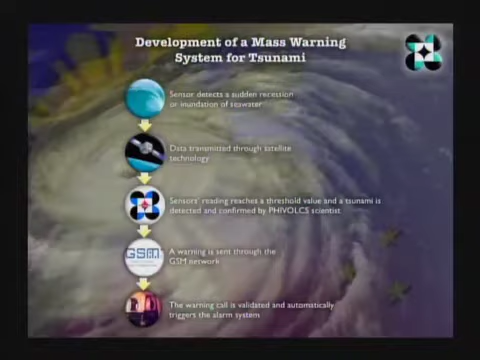 Development of a Mass Warning
System for Tsunami
Sensor detects a sudden recession
or inundation of seawater
Data transmitted through satellite
technology
Sensors' reading reaches a threshold value and a tsunami is
detected and confirmed by PHIVOLCS scientist
GSM
A warning is sent through the
GSM network
The warning call is validated and automatically
triggers the alarm system